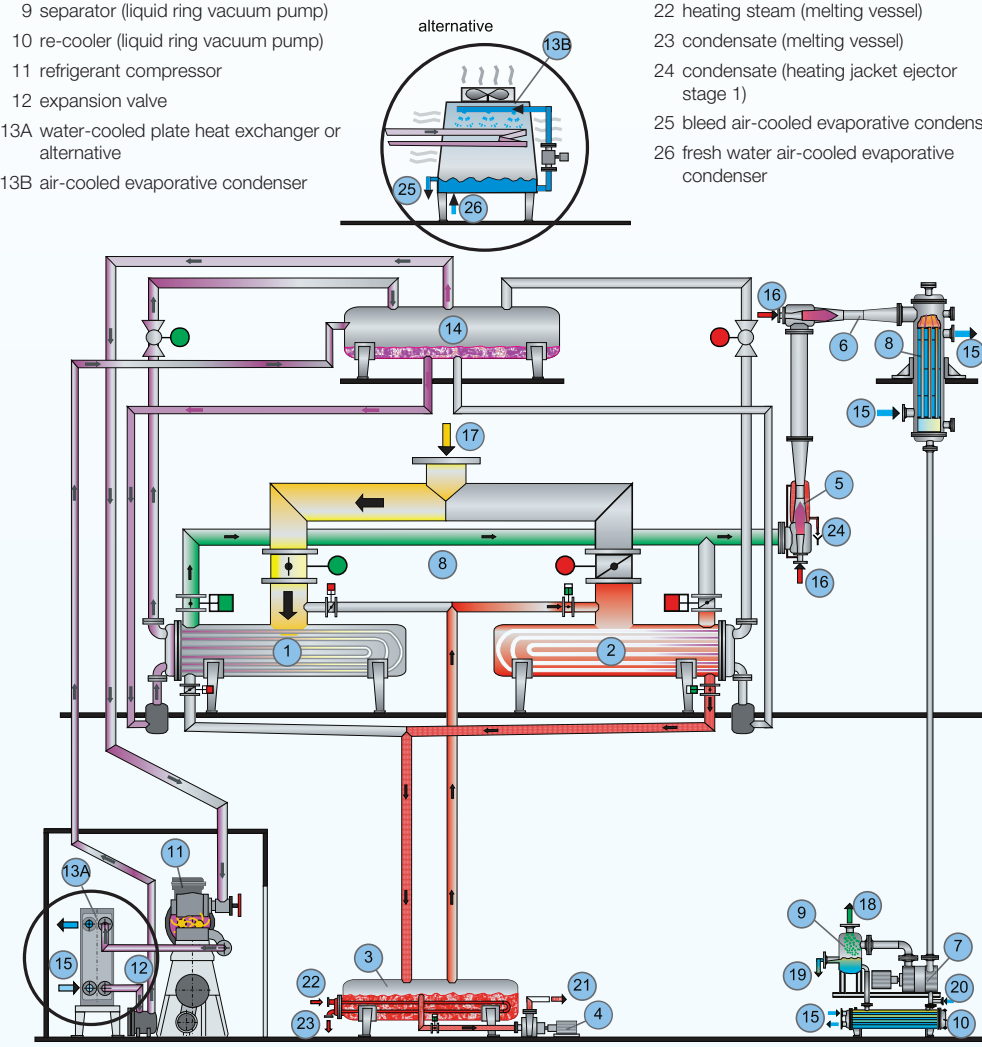 9 separator (liquid ring vacuum pump)
10 re-cooler (liquid ring vacuum pump)
11 refrigerant compressor
12 expansion valve
13A water-cooled plate heat exchanger or
alternative
13B air-cooled evaporative condenser
alternative
13B
25
26
22 heating steam (melting vessel)
23 condensate (melting vessel)
24 condensate (heating jacket ejector
stage 1)
25 bleed air-cooled evaporative condens
26 fresh water air-cooled evaporative
condenser
14
16
6
8
15
15
17
5
24
8
16
1
2
11
13A
15
12
3
22
23
21
4
9
18
19
7
20
15
10